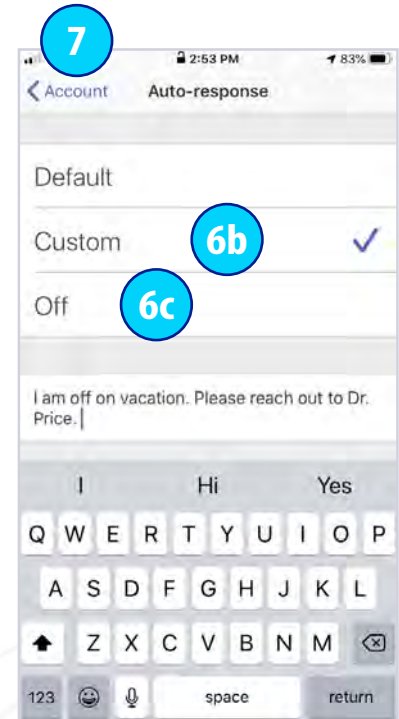 7
2:53 PM 83%
Account Auto-response
Default
Custom 6b
Off 6c
I am off on vacation. Please reach out to Dr.
Price.
I Hi Yes
Q W E R T Y U I O P
A S D F G H J K L
Z X C V B N M
123 space return